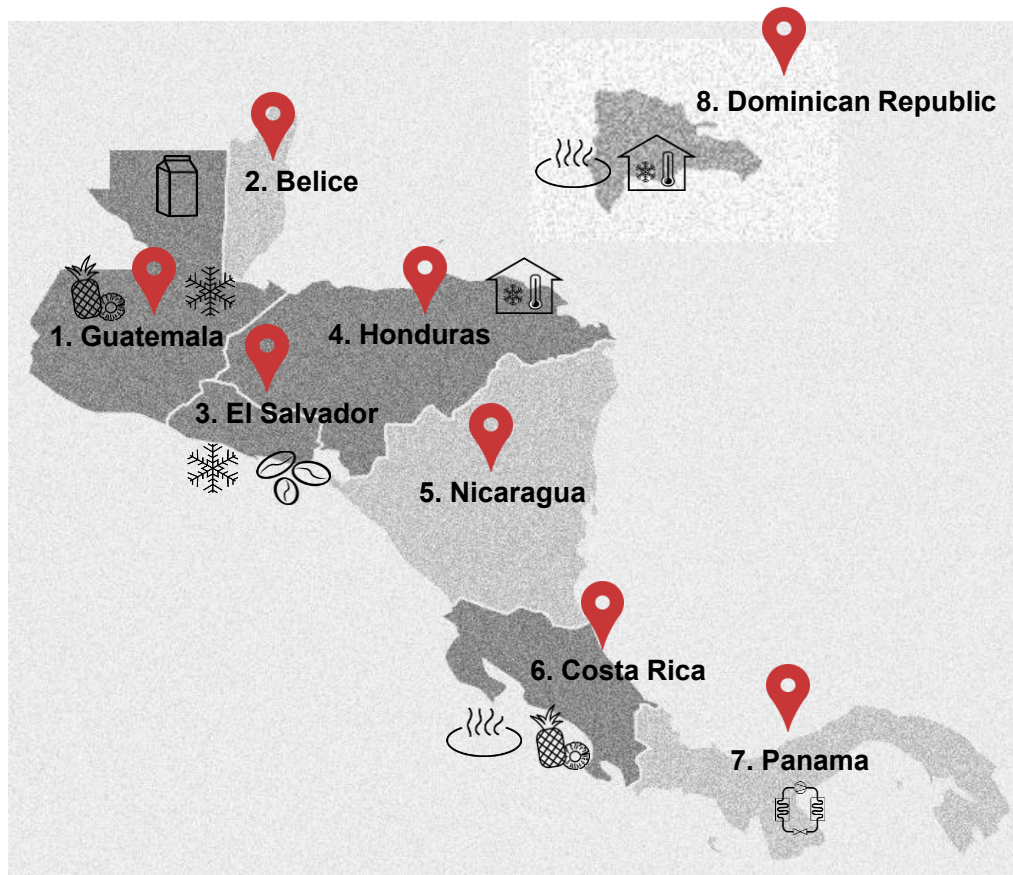 8. Dominican Republic
2. Belice
1. Guatemala
4. Honduras
3. El Salvador
5. Nicaragua
6. Costa Rica
7. Panama